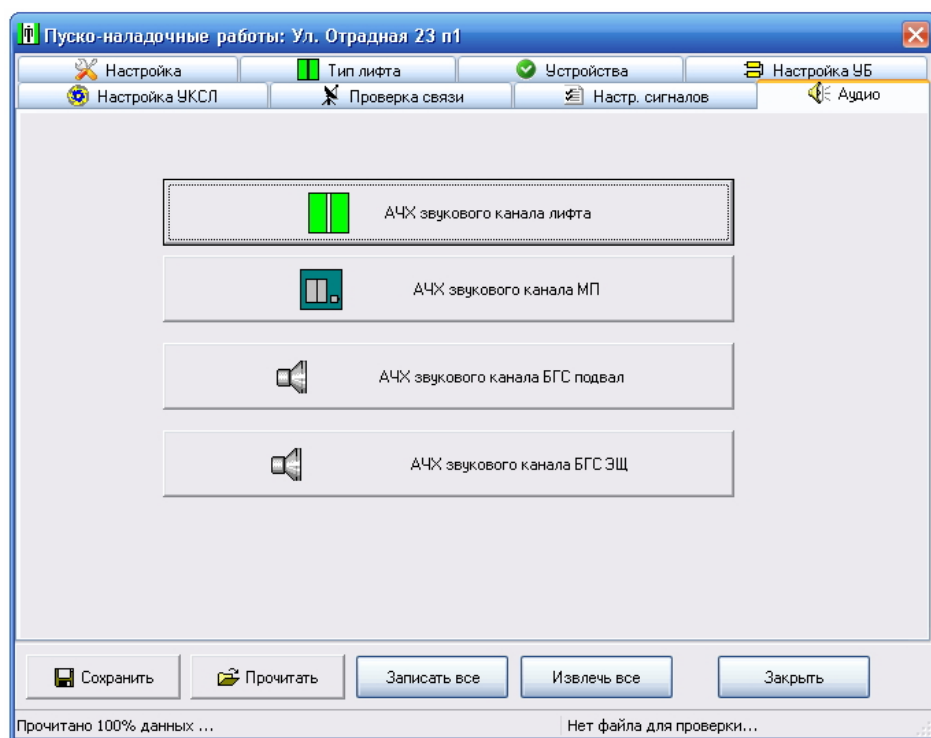 Пуско-наладочные работы: Ул. Отрадная 23 п1
Настройка Тип лифта Устройства Настройка УБ
Настройка УКСЛ Проверка связи Настр. сигналов Аудио
АЧХ звукового канала лифта
АЧХ звукового канала МП
АЧХ звукового канала БГС подвал
АЧХ звукового канала БГС ЭЩ
Сохранить Прочитать Записать все Извлечь все Закрыть
Прочитано 100% данных ... Нет файла для проверки...